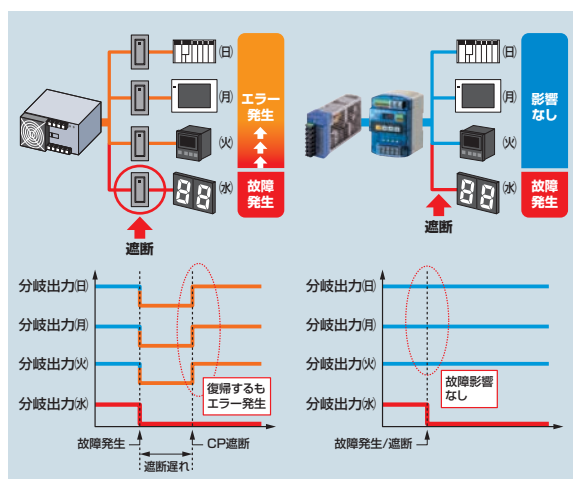 ㈰
㈪
㈫
㈬
エラー
発生
故障
発生
遮断
㈰
㈪
㈫
㈬
影響
なし
故障
発生
遮断
分岐出力㈰
分岐出力㈪
分岐出力㈫
分岐出力㈬
復帰するも
エラー発生
故障発生
CP遮断
遮断遅れ
分岐出力㈰
分岐出力㈪
分岐出力㈫
分岐出力㈬
故障影響
なし
故障発生/遮断